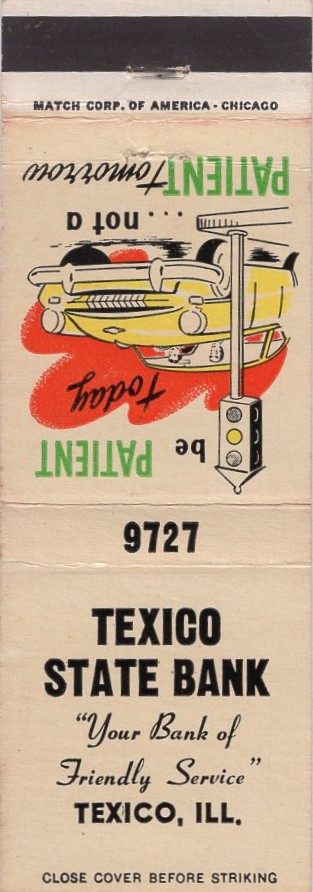 MATCH CORP. OF AMERICA - CHICAGO
be PATIENT
today
... not a
PATIENT tomorrow
9727
TEXICO
STATE BANK
"Your Bank of
Friendly Service"
TEXICO, ILL.
CLOSE COVER BEFORE STRIKING